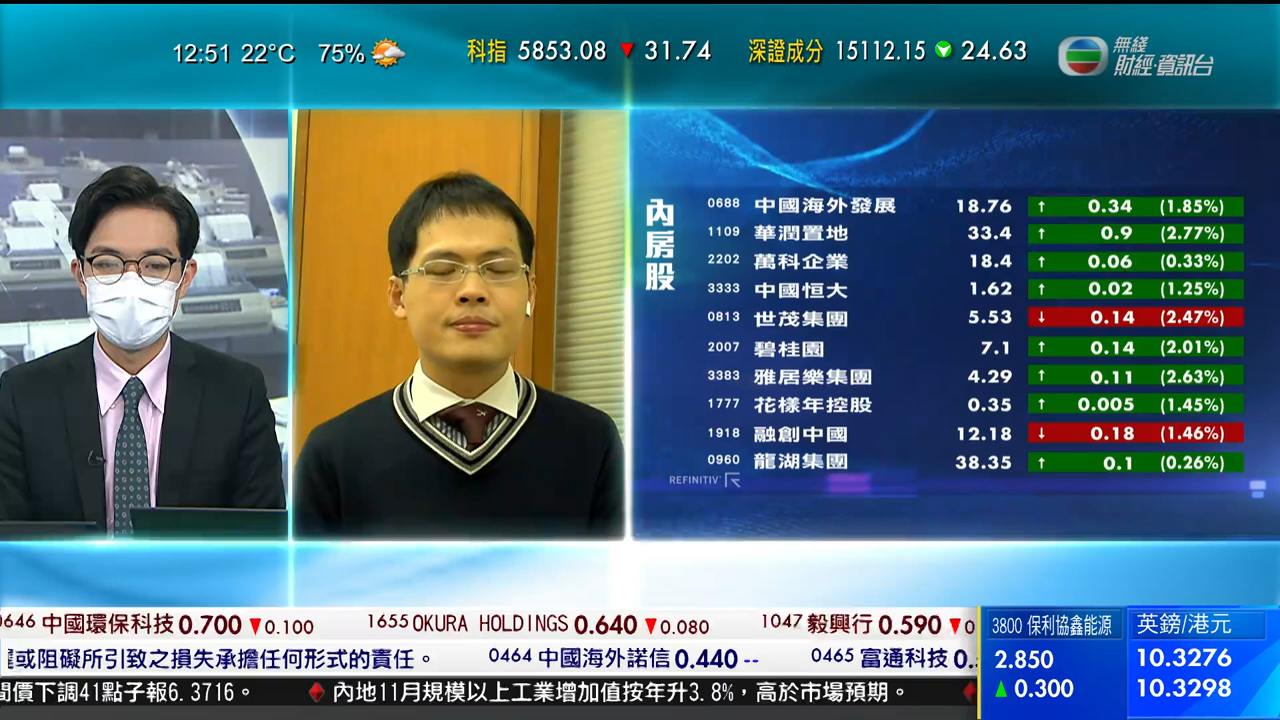 12:51 22°C 75% 科指 5853.08 ▼ 31.74 深證成分 15112.15 24.63 無綫
財經·資訊台
內房股
0688 中國海外發展 18.76 ↑ 0.34 (1.85%)
1109 華潤置地 33.4 ↑ 0.9 (2.77%)
2202 萬科企業 18.4 ↑ 0.06 (0.33%)
3333 中國恒大 1.62 ↑ 0.02 (1.25%)
0813 世茂集團 5.53 ↓ 0.14 (2.47%)
2007 碧桂園 7.1 ↑ 0.14 (2.01%)
3383 雅居樂集團 4.29 ↑ 0.11 (2.63%)
1777 花樣年控股 0.35 ↑ 0.005 (1.45%)
1918 融創中國 12.18 ↓ 0.18 (1.46%)
0960 龍湖集團 38.35 ↑ 0.1 (0.26%)
REFINITIV
0646 中國環保科技 0.700 ▼ 0.100 1655 OKURA HOLDINGS 0.640 ▼ 0.080 1047 毅興行 0.590 ▼ 0
或阻礙所引致之損失承擔任何形式的責任。 0464 中國海外諾信 0.440 -- 0465 富通科技 0.
間價下調41點子報6.3716。 ♦ 內地11月規模以上工業增加值按年升3.8%,高於市場預期。
3800 保利協鑫能源
2.850
▲ 0.300
英鎊/港元
10.3276
10.3298